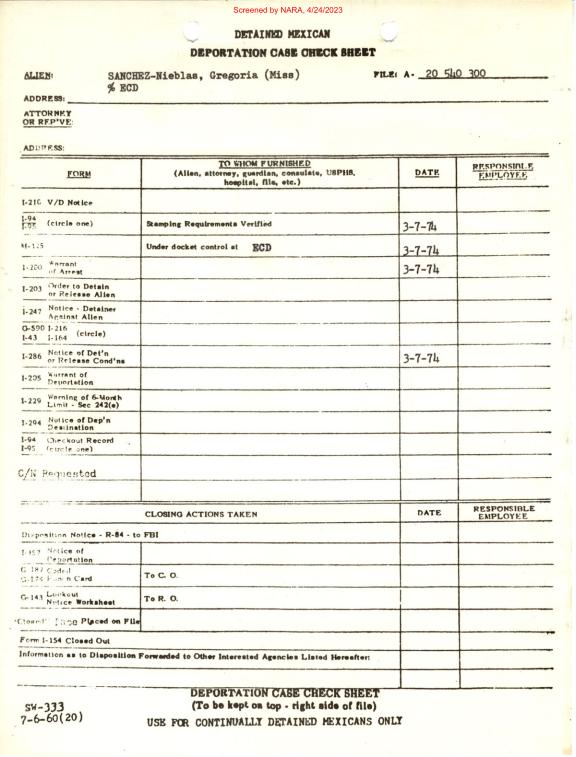 Screened by NARA, 4/24/2023
DETAINED MEXICAN
DEPORTATION CASE CHECK SHEET
ALIEN: SANCHEZ-Nieblas, Gregoria (Miss) FILE: A- 20 540 300
% ECD
ADDRESS:
ATTORNEY
OR REP'VE:
ADDRESS:
FORM TO WHOM FURNISHED (Alien, attorney, guardian, consulate, USPHS, hospital, file, etc.) DATE RESPONSIBLE EMPLOYEE
I-210 V/D Notice
I-94 I-95 (circle one) Stamping Requirements Verified 3-7-74
M-125 Under docket control at ECD 3-7-74
I-200 Warrant of Arrest 3-7-74
I-203 Order to Detain or Release Alien
I-247 Notice - Detainer Against Alien
G-590 I-216
I-43 I-164 (circle)
I-286 Notice of Det'n or Release Cond'ns 3-7-74
I-205 Warrant of Deportation
I-229 Warning of 6-Month Limit - Sec 242(e)
I-294 Notice of Dep'n Destination
I-94 I-95 Checkout Record (circle one)
C/N Requested
CLOSING ACTIONS TAKEN DATE RESPONSIBLE EMPLOYEE
Disposition Notice - R-84 - to FBI
I-157 Notice of Deportation
Coded Card To C. O.
G-143 Lookout Notice Worksheet To R. O.
"Closed" Placed on File
Form I-154 Closed Out
Information as to Disposition Forwarded to Other Interested Agencies Listed Hereafter:
DEPORTATION CASE CHECK SHEET
SW-333 (To be kept on top - right side of file)
7-6-60(20) USE FOR CONTINUALLY DETAINED MEXICANS ONLY